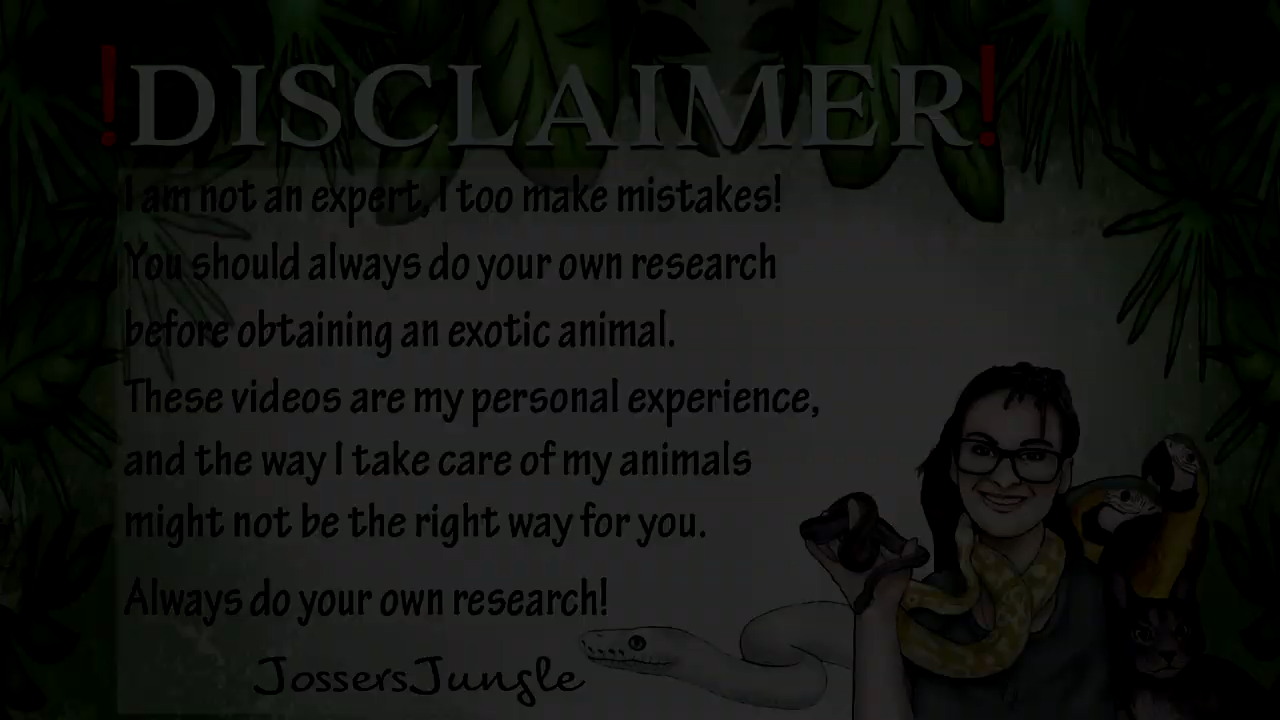 !DISCLAIMER!
I am not an expert, I too make mistakes!
You should always do your own research
before obtaining an exotic animal.
These videos are my personal experience,
and the way I take care of my animals
might not be the right way for you.
Always do your own research!
JossersJungle